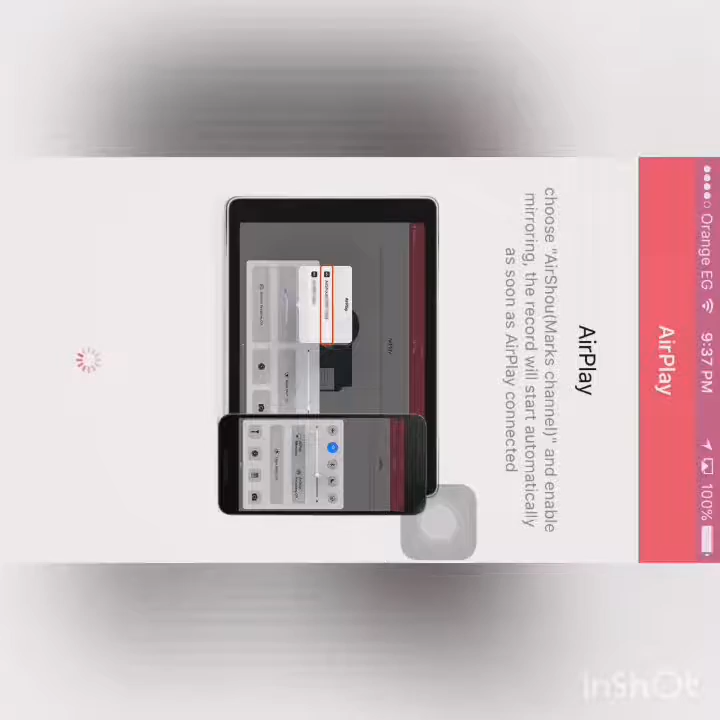 Orange EG 9:37 PM 100%
AirPlay
AirPlay
choose "AirShou(Marks channel)" and enable
mirroring, the record will start automatically
as soon as AirPlay connected
AirPlay
InShOt